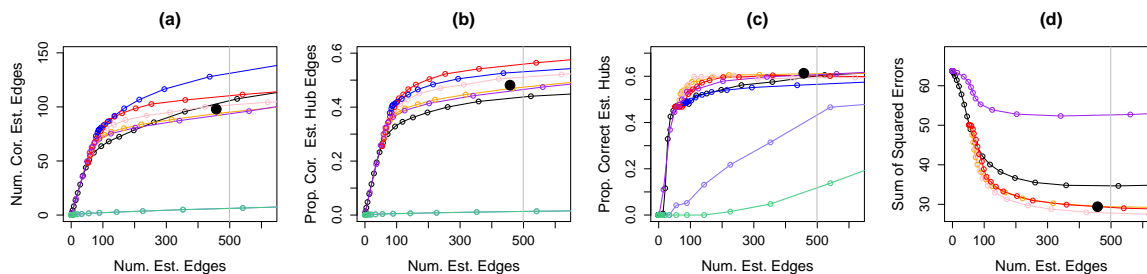 (a)
Num. Cor. Est. Edges
0 50 100 150
0 100 300 500
Num. Est. Edges
(b)
Prop. Cor. Est. Hub Edges
0.0 0.2 0.4 0.6
0 100 300 500
Num. Est. Edges
(c)
Prop. Correct Est. Hubs
0.0 0.2 0.4 0.6
0 100 300 500
Num. Est. Edges
(d)
Sum of Squared Errors
30 40 50 60
0 100 300 500
Num. Est. Edges